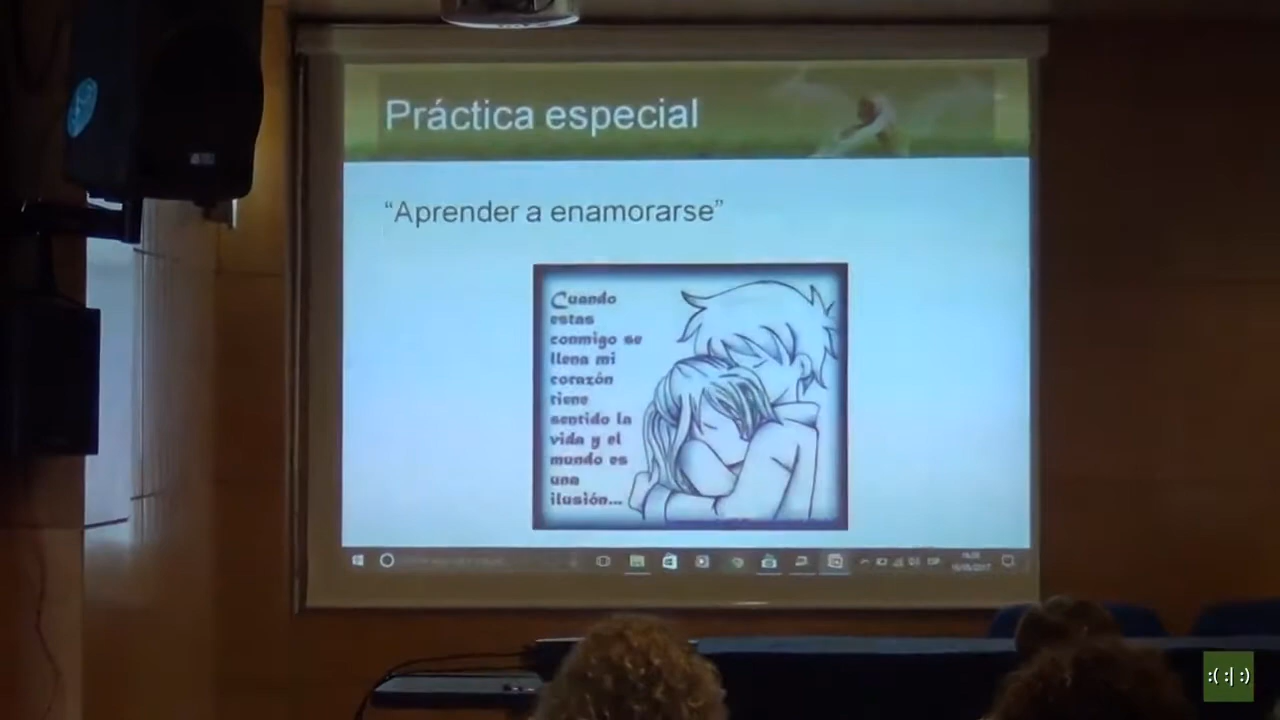 Práctica especial
“Aprender a enamorarse”
Cuando
estas
conmigo se
llena mi
corazón
tiene
sentido la
vida y el
mundo es
una
ilusión...
:( :| :)